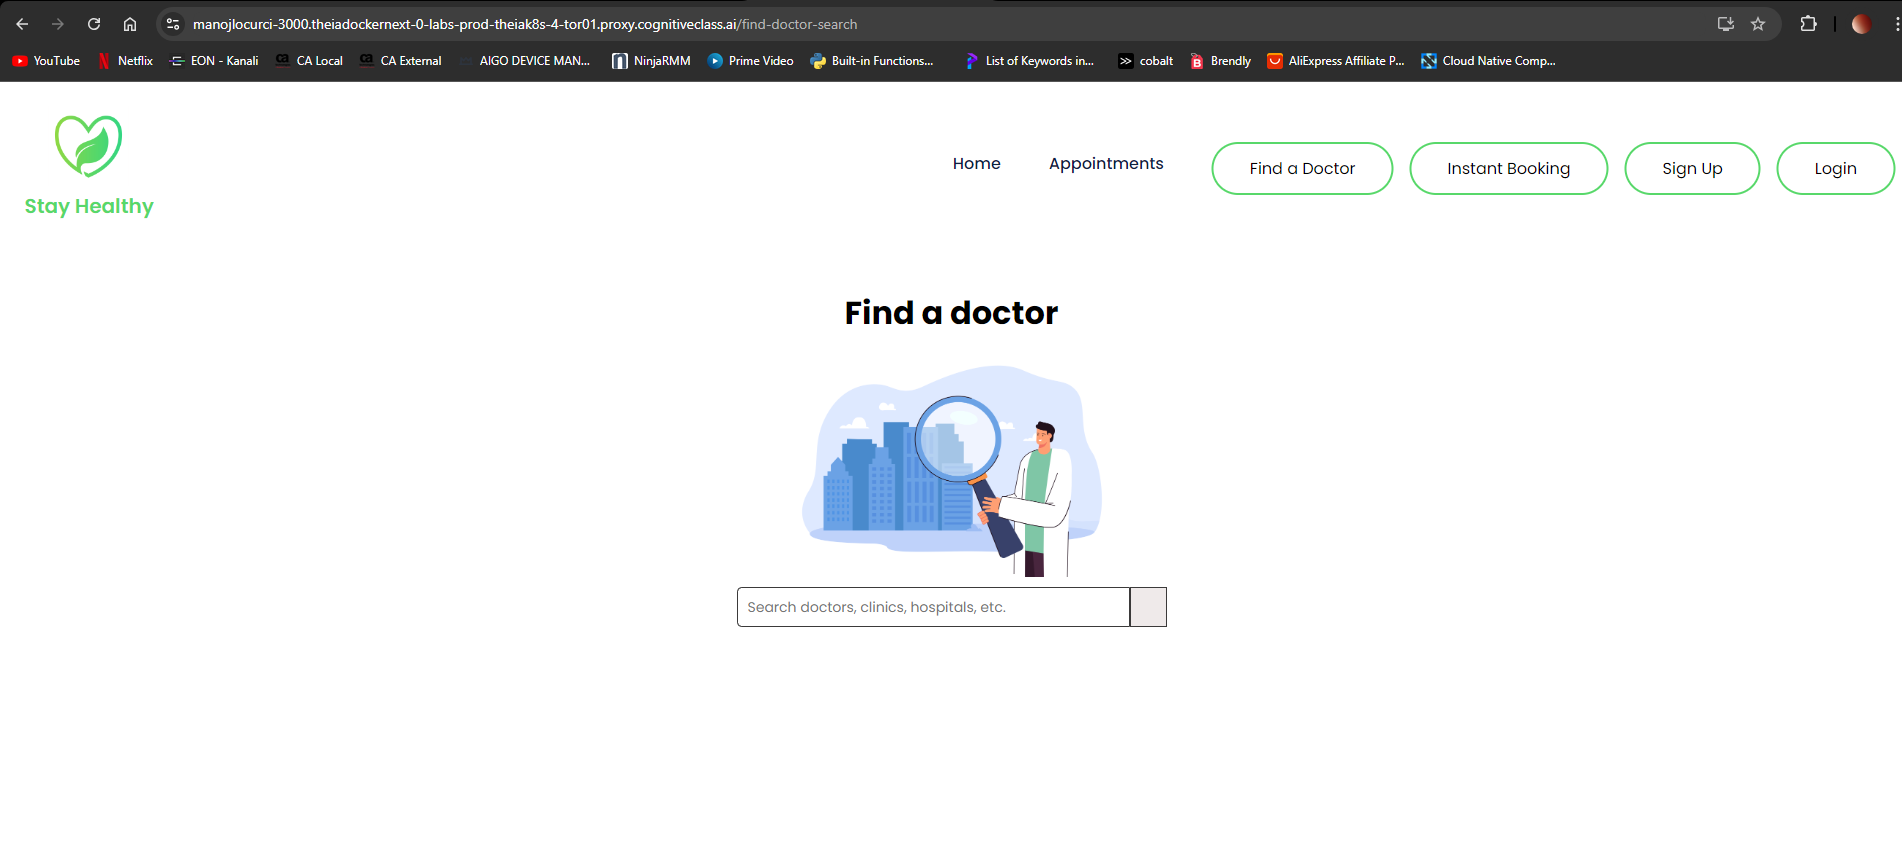 manojlocurci-3000.theiadockernext-0-labs-prod-theiak8s-4-tor01.proxy.cognitiveclass.ai/find-doctor-search
YouTube Netflix EON - Kanali CA Local CA External AIGO DEVICE MAN... NinjaRMM Prime Video Built-in Functions... List of Keywords in... cobalt Brendly AliExpress Affiliate P... Cloud Native Comp...
Home Appointments Find a Doctor Instant Booking Sign Up Login
Stay Healthy
Find a doctor
Search doctors, clinics, hospitals, etc.